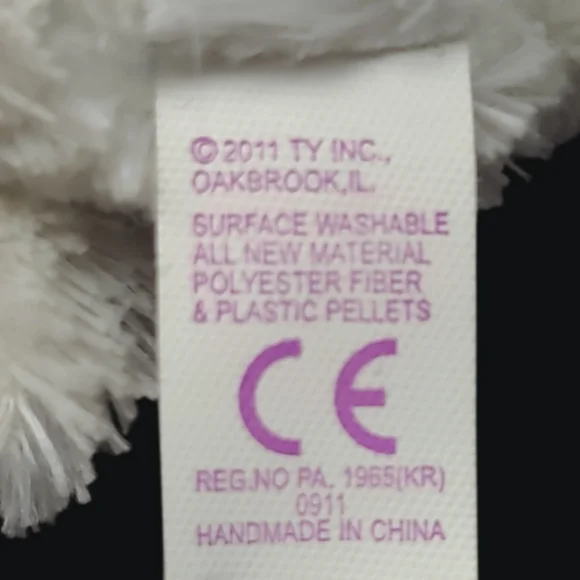 ©2011 TY INC.,
OAKBROOK,IL.
SURFACE WASHABLE
ALL NEW MATERIAL
POLYESTER FIBER
& PLASTIC PELLETS
CE
REG.NO PA. 1965(KR)
0911
HANDMADE IN CHINA